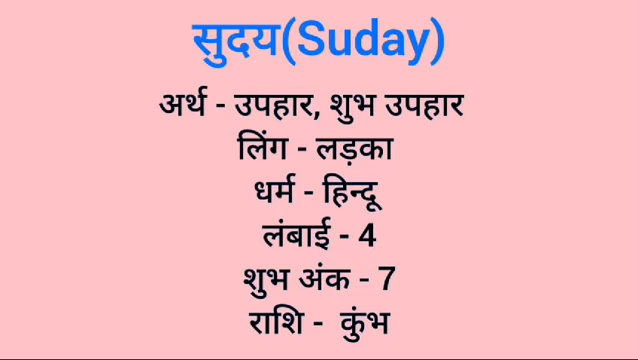 सुदय(Suday)
अर्थ - उपहार, शुभ उपहार
लिंग - लड़का
धर्म - हिन्दू
लंबाई - 4
शुभ अंक - 7
राशि - कुंभ